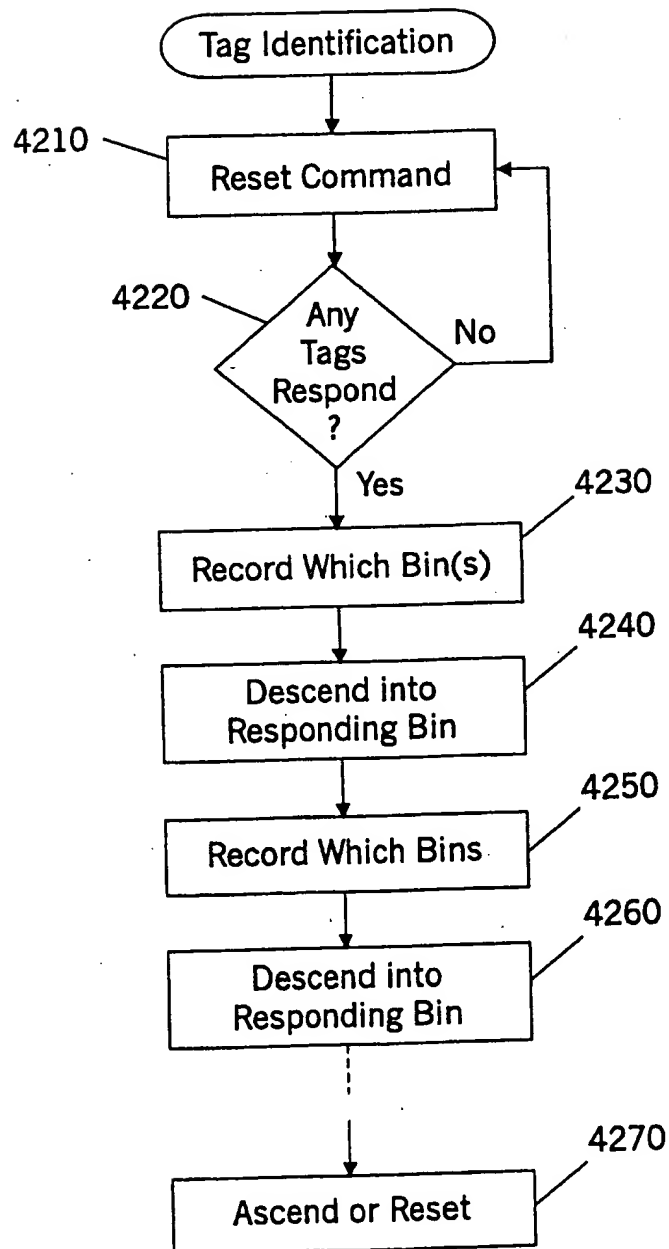 Tag Identification
4210
Reset Command
4220
Any
Tags
Respond
?
No
Yes
4230
Record Which Bin(s)
4240
Descend into
Responding Bin
4250
Record Which Bins
4260
Descend into
Responding Bin
4270
Ascend or Reset